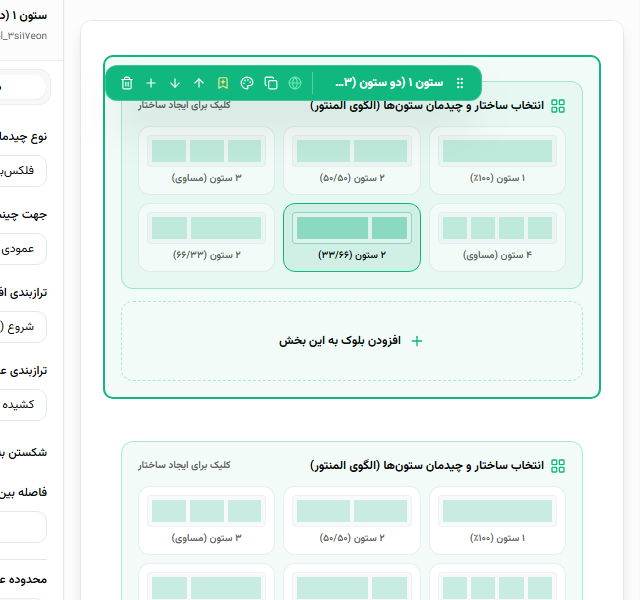 ستون ۱ (دو ستون (۳...
انتخاب ساختار و چیدمان ستون‌ها (الگوی المنتور)
کلیک برای ایجاد ساختار
۱ ستون (۱۰۰٪)
۲ ستون (۵۰/۵۰)
۳ ستون (مساوی)
۴ ستون (مساوی)
۲ ستون (۳۳/۶۶)
۲ ستون (۶۶/۳۳)
افزودن بلوک به این بخش
انتخاب ساختار و چیدمان ستون‌ها (الگوی المنتور)
کلیک برای ایجاد ساختار
۱ ستون (۱۰۰٪)
۲ ستون (۵۰/۵۰)
۳ ستون (مساوی)
ستون ۱ (دو
نوع چیدما
جهت چین
عمودی
ترازبندی
شروع (
ترازبندی
کشیده
شکستن
فاصله بین
محدوده